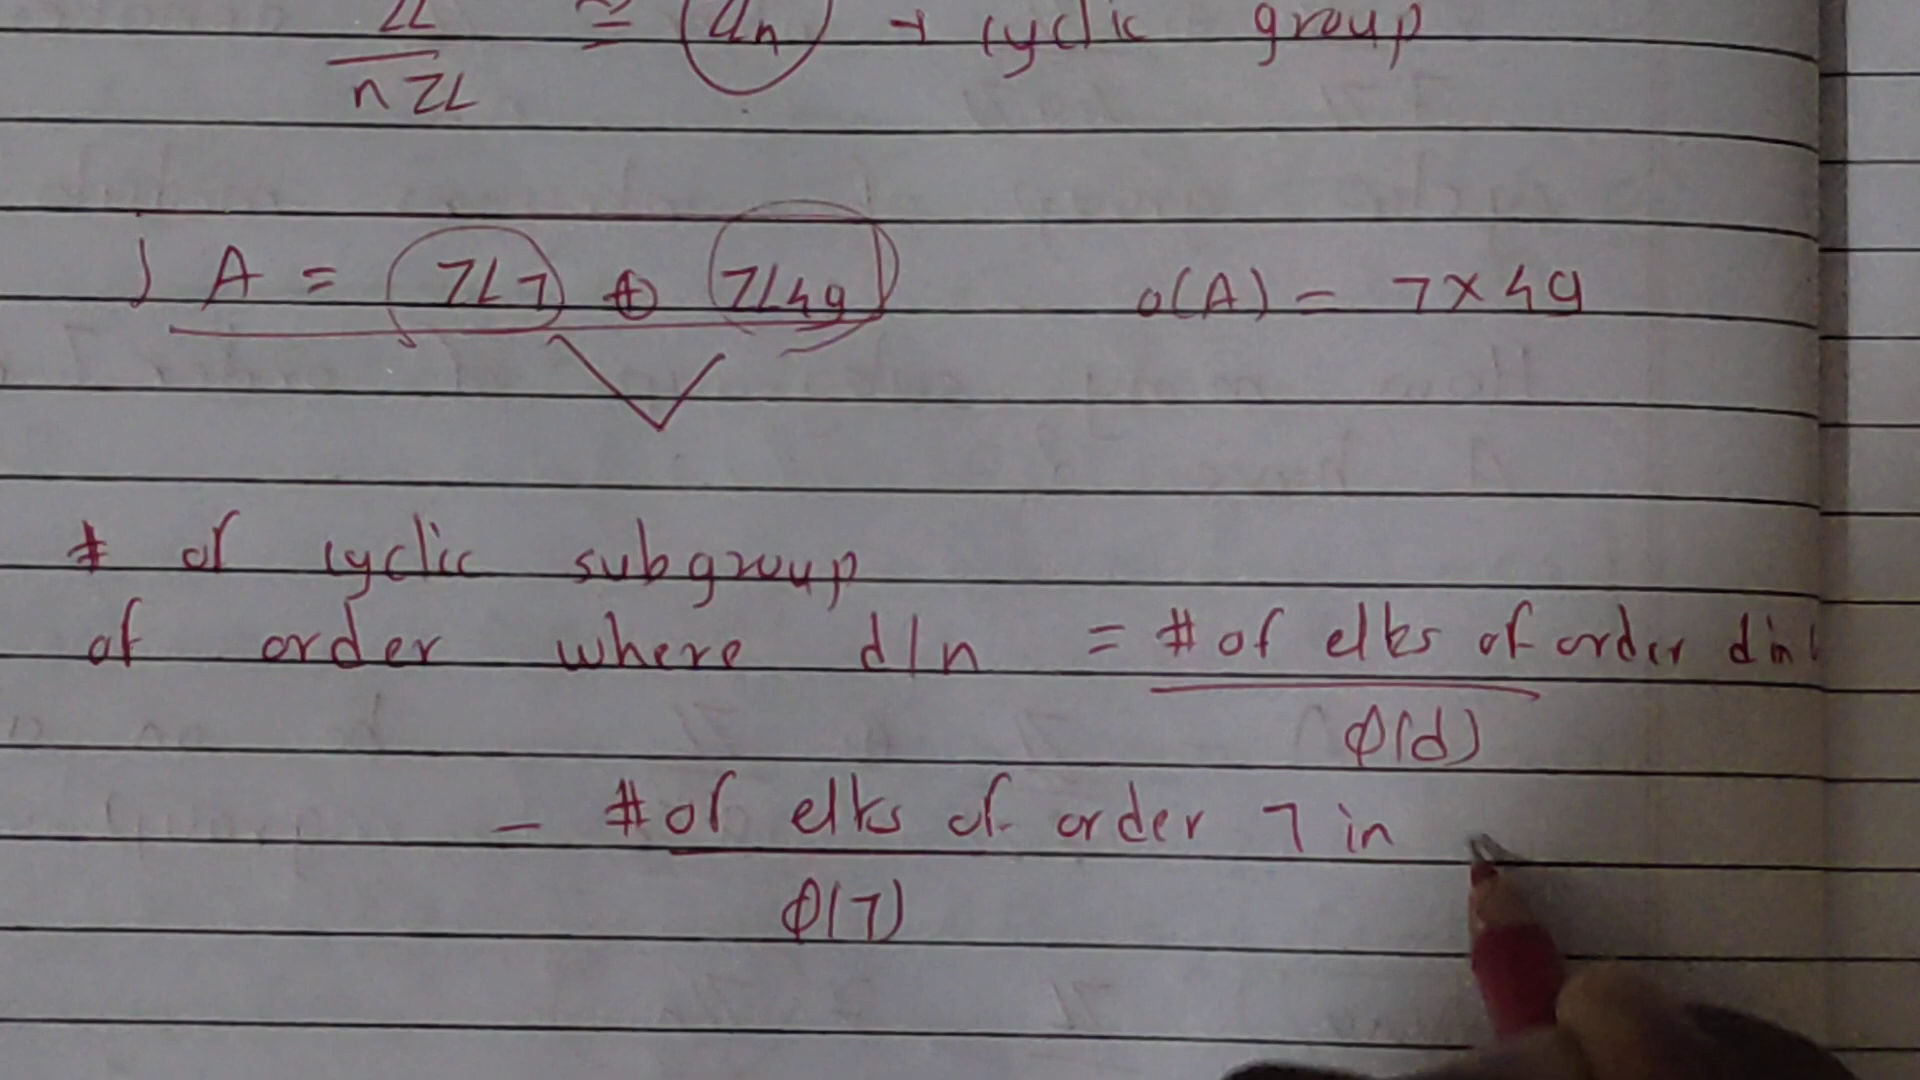 ℤ/nℤ ≅ ℤn → cyclic group
) A = ℤ7 ⊕ ℤ49 o(A) = 7×49
# of cyclic subgroup
of order where d|n = # of elts of order d in
φ(d)
= # of elts of order 7 in
φ(7)